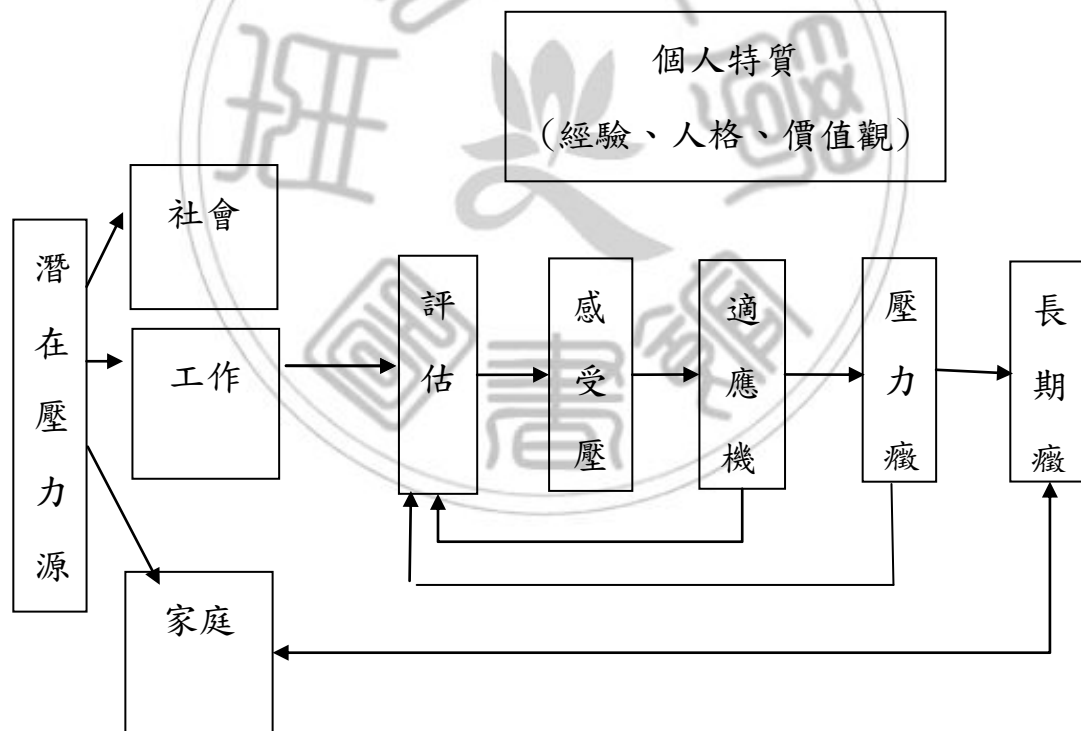 個人特質
（經驗、人格、價值觀）
社會
潛在壓力源
工作
家庭
評估
感受壓
適應機
壓力癥
長期癥